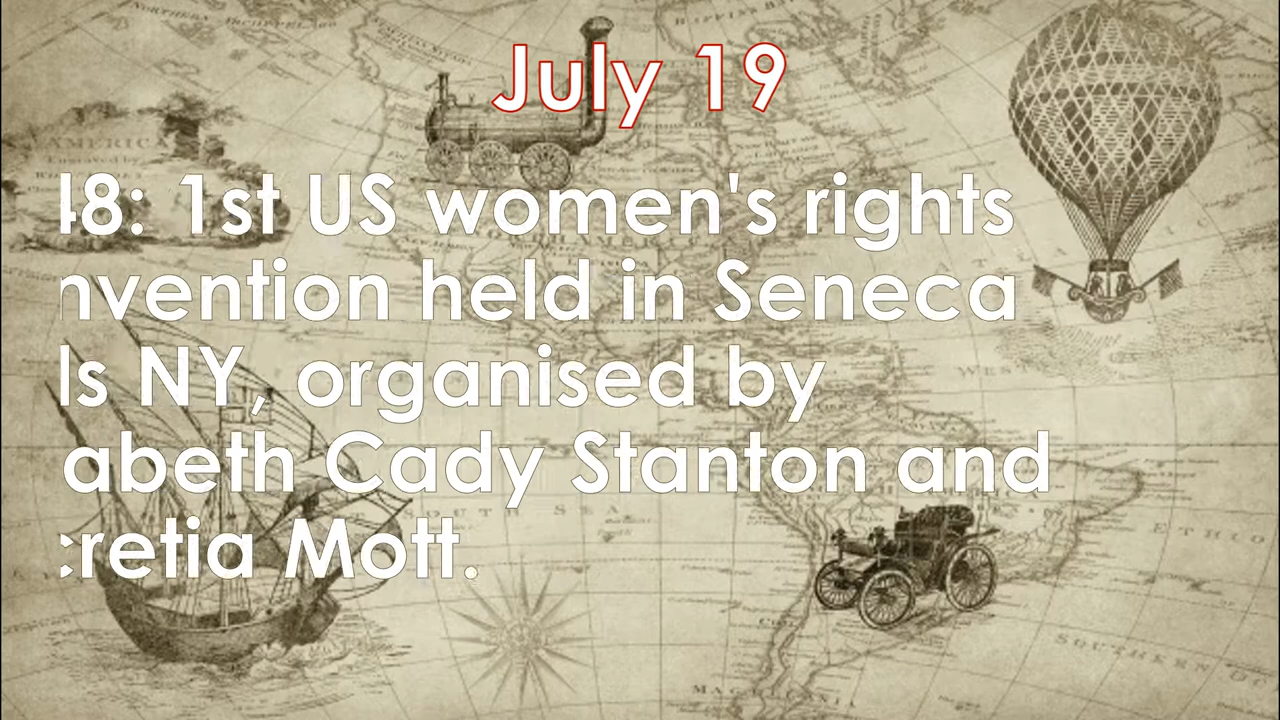 July 19
48: 1st US women's rights
nvention held in Seneca
ls NY, organised by
abeth Cady Stanton and
retia Mott.